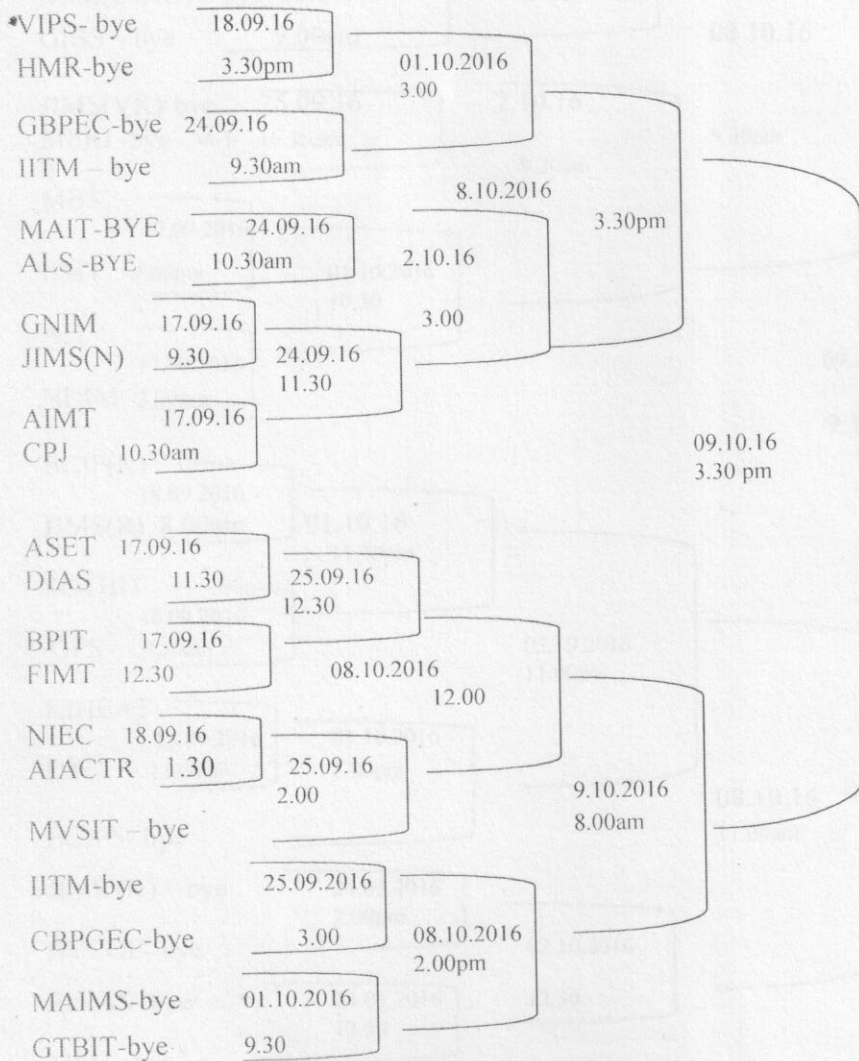 *VIPS- bye 18.09.16
HMR-bye 3.30pm 01.10.2016
3.00
GBPEC-bye 24.09.16
IITM – bye 9.30am
8.10.2016
MAIT-BYE 24.09.16 3.30pm
ALS -BYE 10.30am 2.10.16
GNIM 17.09.16 3.00
JIMS(N) 9.30 24.09.16
11.30
AIMT 17.09.16
CPJ 10.30am 09.10.16
3.30 pm
ASET 17.09.16
DIAS 11.30 25.09.16
12.30
BPIT 17.09.16
FIMT 12.30 08.10.2016
12.00
NIEC 18.09.16
AIACTR 1.30 25.09.16
2.00 9.10.2016
MVSIT – bye 8.00am
IITM-bye 25.09.2016
CBPGEC-bye 3.00 08.10.2016
2.00pm
MAIMS-bye 01.10.2016
GTBIT-bye 9.30